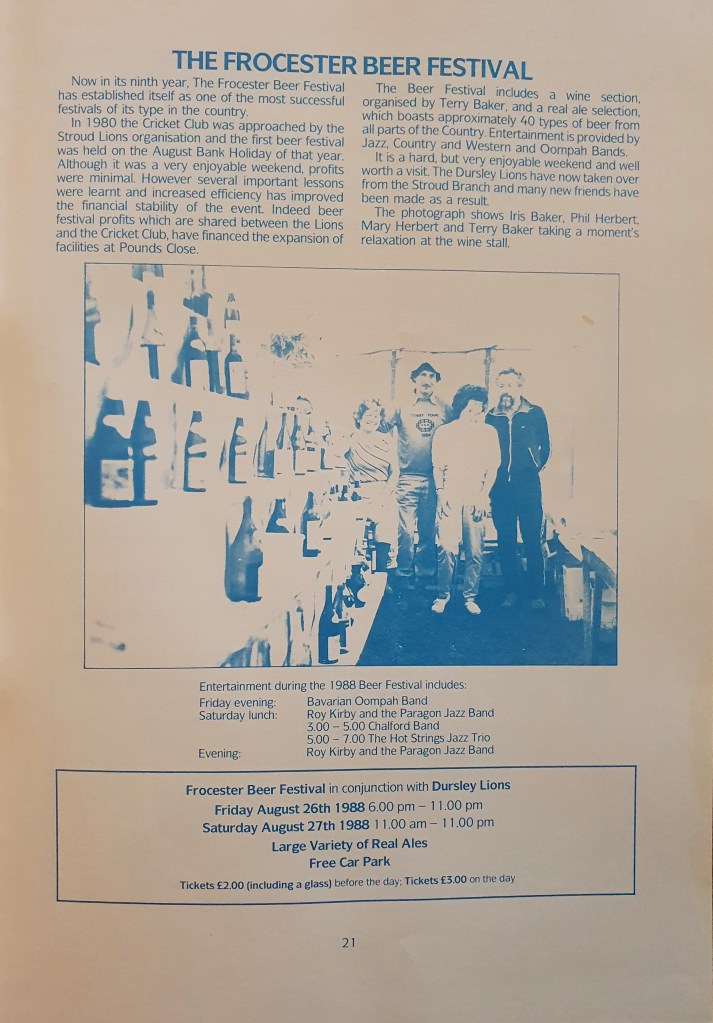 THE FROCESTER BEER FESTIVAL
Now in its ninth year, The Frocester Beer Festival
has established itself as one of the most successful
festivals of its type in the country.
In 1980 the Cricket Club was approached by the
Stroud Lions organisation and the first beer festival
was held on the August Bank Holiday of that year.
Although it was a very enjoyable weekend, profits
were minimal. However several important lessons
were learnt and increased efficiency has improved
the financial stability of the event. Indeed beer
festival profits which are shared between the Lions
and the Cricket Club, have financed the expansion of
facilities at Pounds Close.
The Beer Festival includes a wine section,
organised by Terry Baker, and a real ale selection,
which boasts approximately 40 types of beer from
all parts of the Country. Entertainment is provided by
Jazz, Country and Western and Oompah Bands.
It is a hard, but very enjoyable weekend and well
worth a visit. The Dursley Lions have now taken over
from the Stroud Branch and many new friends have
been made as a result.
The photograph shows Iris Baker, Phil Herbert,
Mary Herbert and Terry Baker taking a moment's
relaxation at the wine stall.
Entertainment during the 1988 Beer Festival includes:
Friday evening: Bavarian Oompah Band
Saturday lunch: Roy Kirby and the Paragon Jazz Band
3.00 – 5.00 Chalford Band
5.00 – 7.00 The Hot Strings Jazz Trio
Evening: Roy Kirby and the Paragon Jazz Band
Frocester Beer Festival in conjunction with Dursley Lions
Friday August 26th 1988 6.00 pm – 11.00 pm
Saturday August 27th 1988 11.00 am – 11.00 pm
Large Variety of Real Ales
Free Car Park
Tickets £2.00 (including a glass) before the day; Tickets £3.00 on the day
21